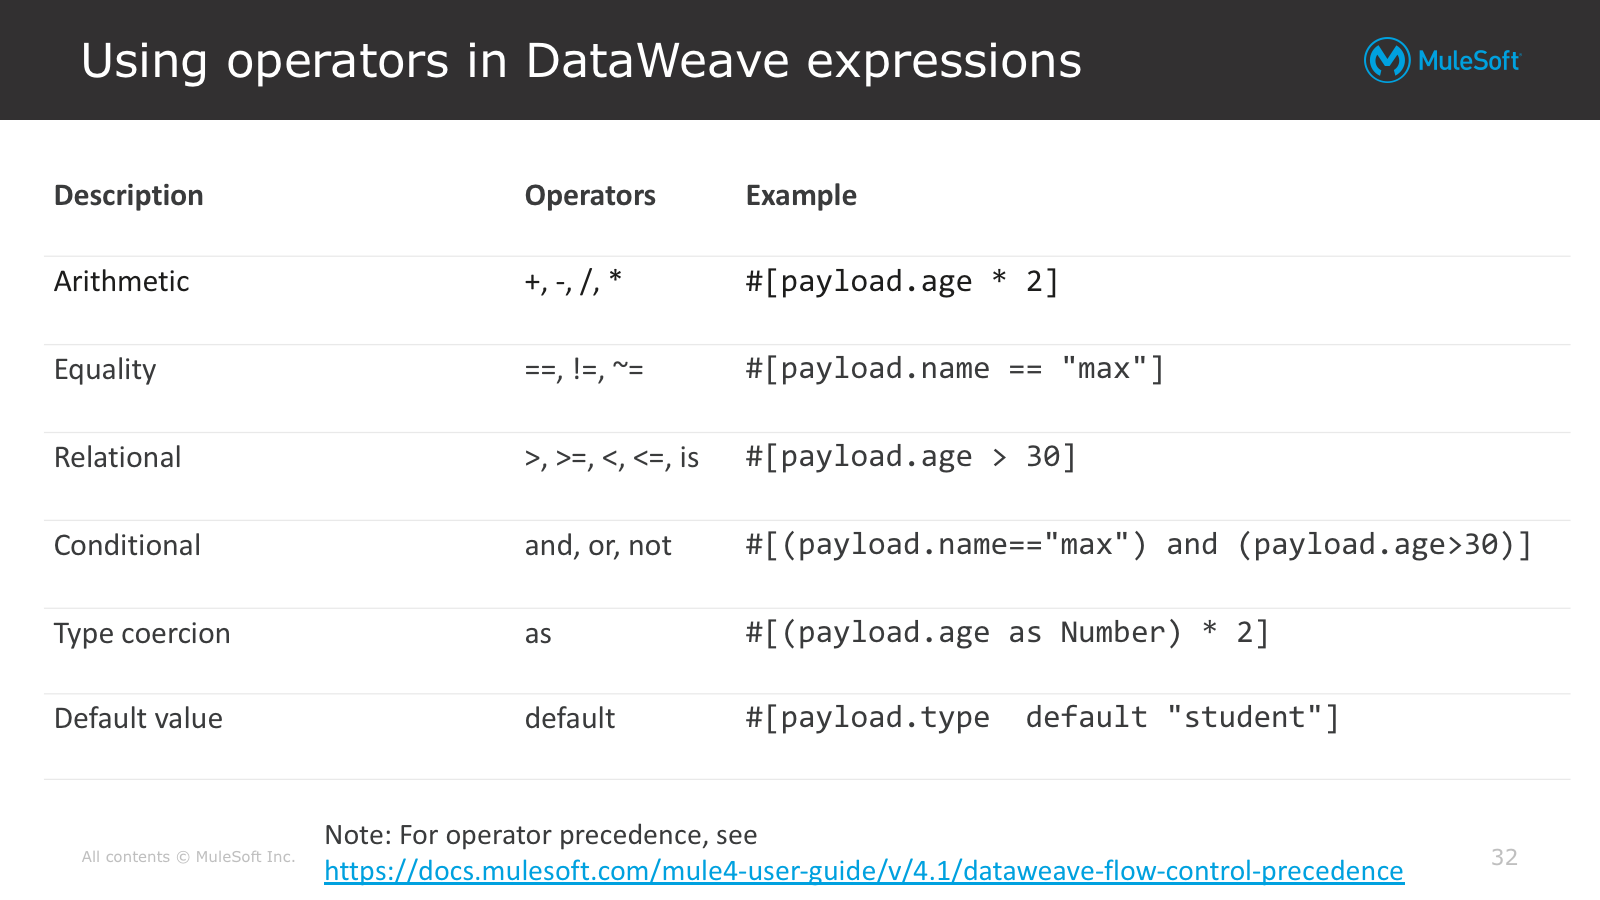 Using operators in DataWeave expressions
MuleSoft
Description Operators Example
Arithmetic +, -, /, * #[payload.age * 2]
Equality ==, !=, ~= #[payload.name == "max"]
Relational >, >=, <, <=, is #[payload.age > 30]
Conditional and, or, not #[(payload.name=="max") and (payload.age>30)]
Type coercion as #[(payload.age as Number) * 2]
Default value default #[payload.type  default "student"]
Note: For operator precedence, see
https://docs.mulesoft.com/mule4-user-guide/v/4.1/dataweave-flow-control-precedence
All contents © MuleSoft Inc.
32